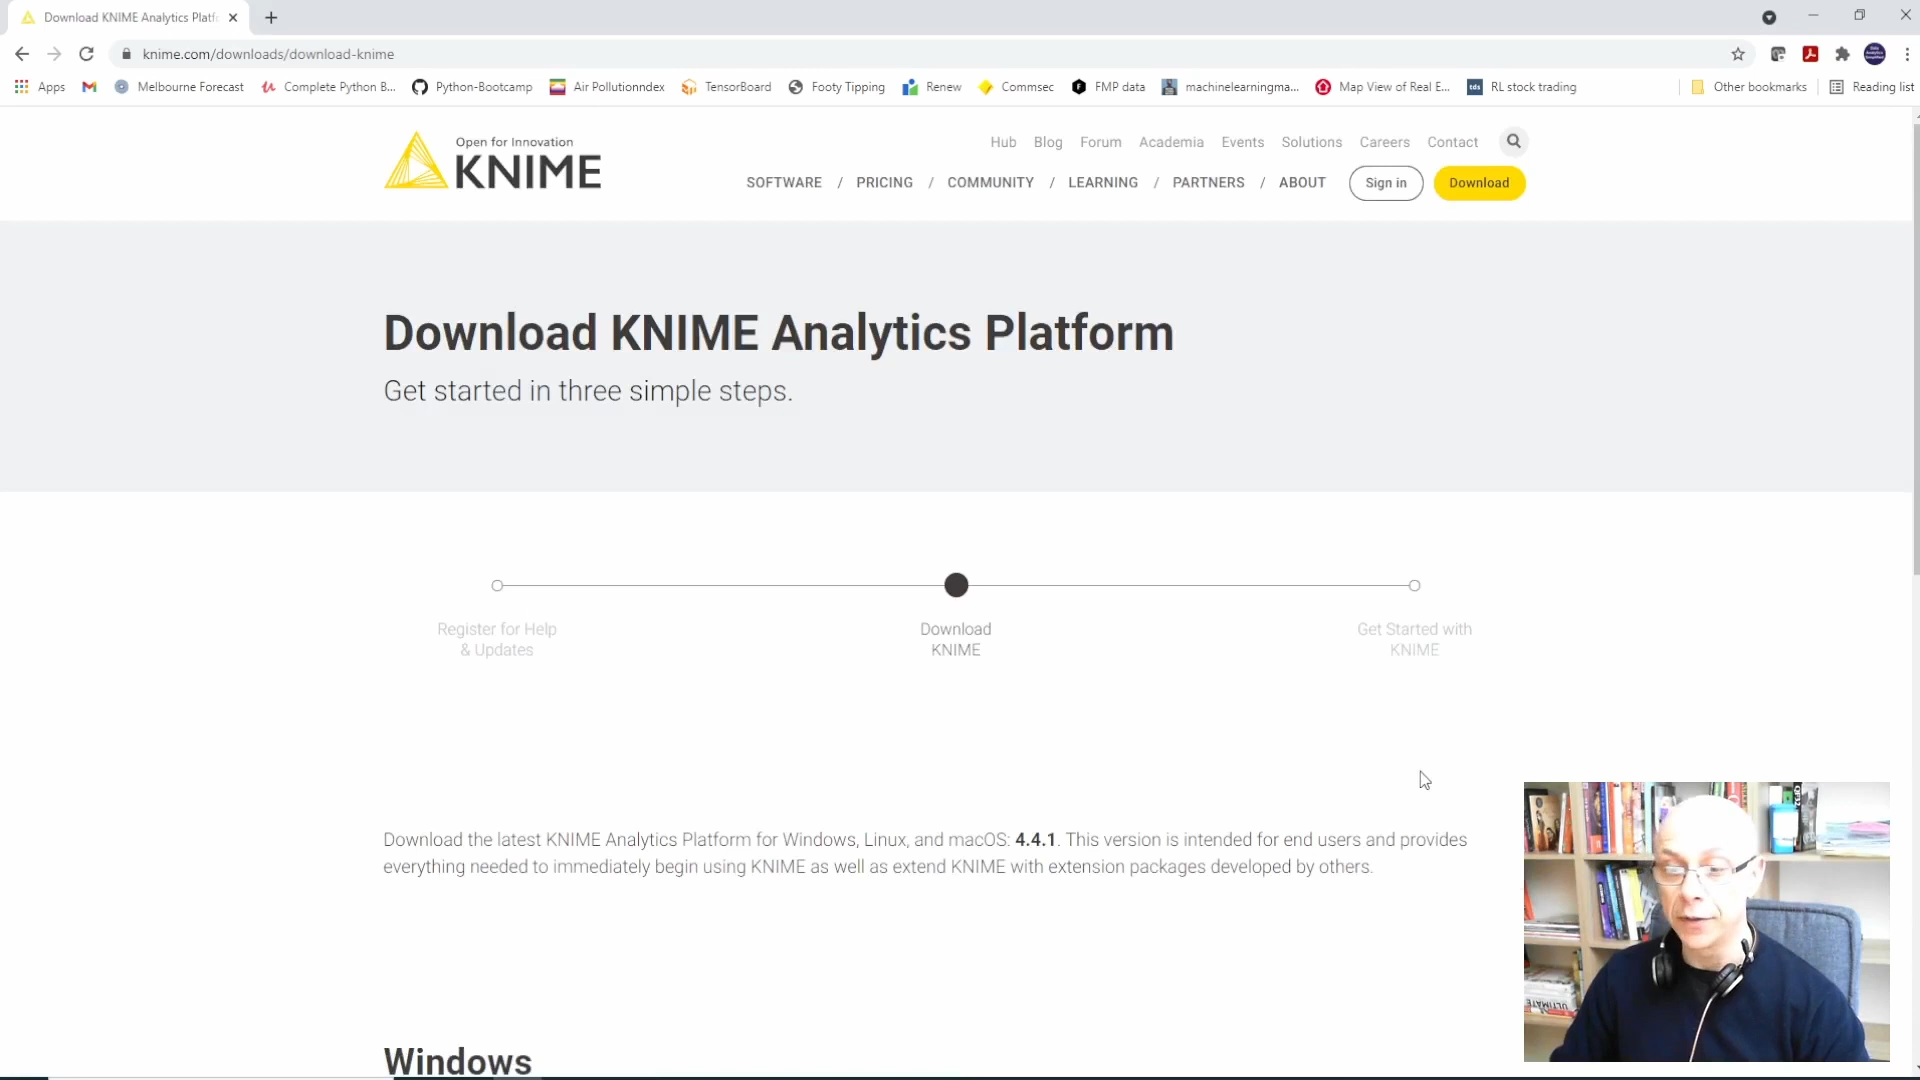 Download KNIME Analytics Platf
knime.com/downloads/download-knime
Apps
Melbourne Forecast
Complete Python B...
Python-Bootcamp
Air Pollutionndex
TensorBoard
Footy Tipping
Renew
Commsec
FMP data
machinelearningma...
Map View of Real E...
tds
RL stock trading
Other bookmarks
Reading list
Open for Innovation
KNIME
Hub Blog Forum Academia Events Solutions Careers Contact
SOFTWARE / PRICING / COMMUNITY / LEARNING / PARTNERS / ABOUT
Sign in
Download
Download KNIME Analytics Platform
Get started in three simple steps.
Register for Help
& Updates
Download
KNIME
Get Started with
KNIME
Download the latest KNIME Analytics Platform for Windows, Linux, and macOS: 4.4.1. This version is intended for end users and provides
everything needed to immediately begin using KNIME as well as extend KNIME with extension packages developed by others.
Windows